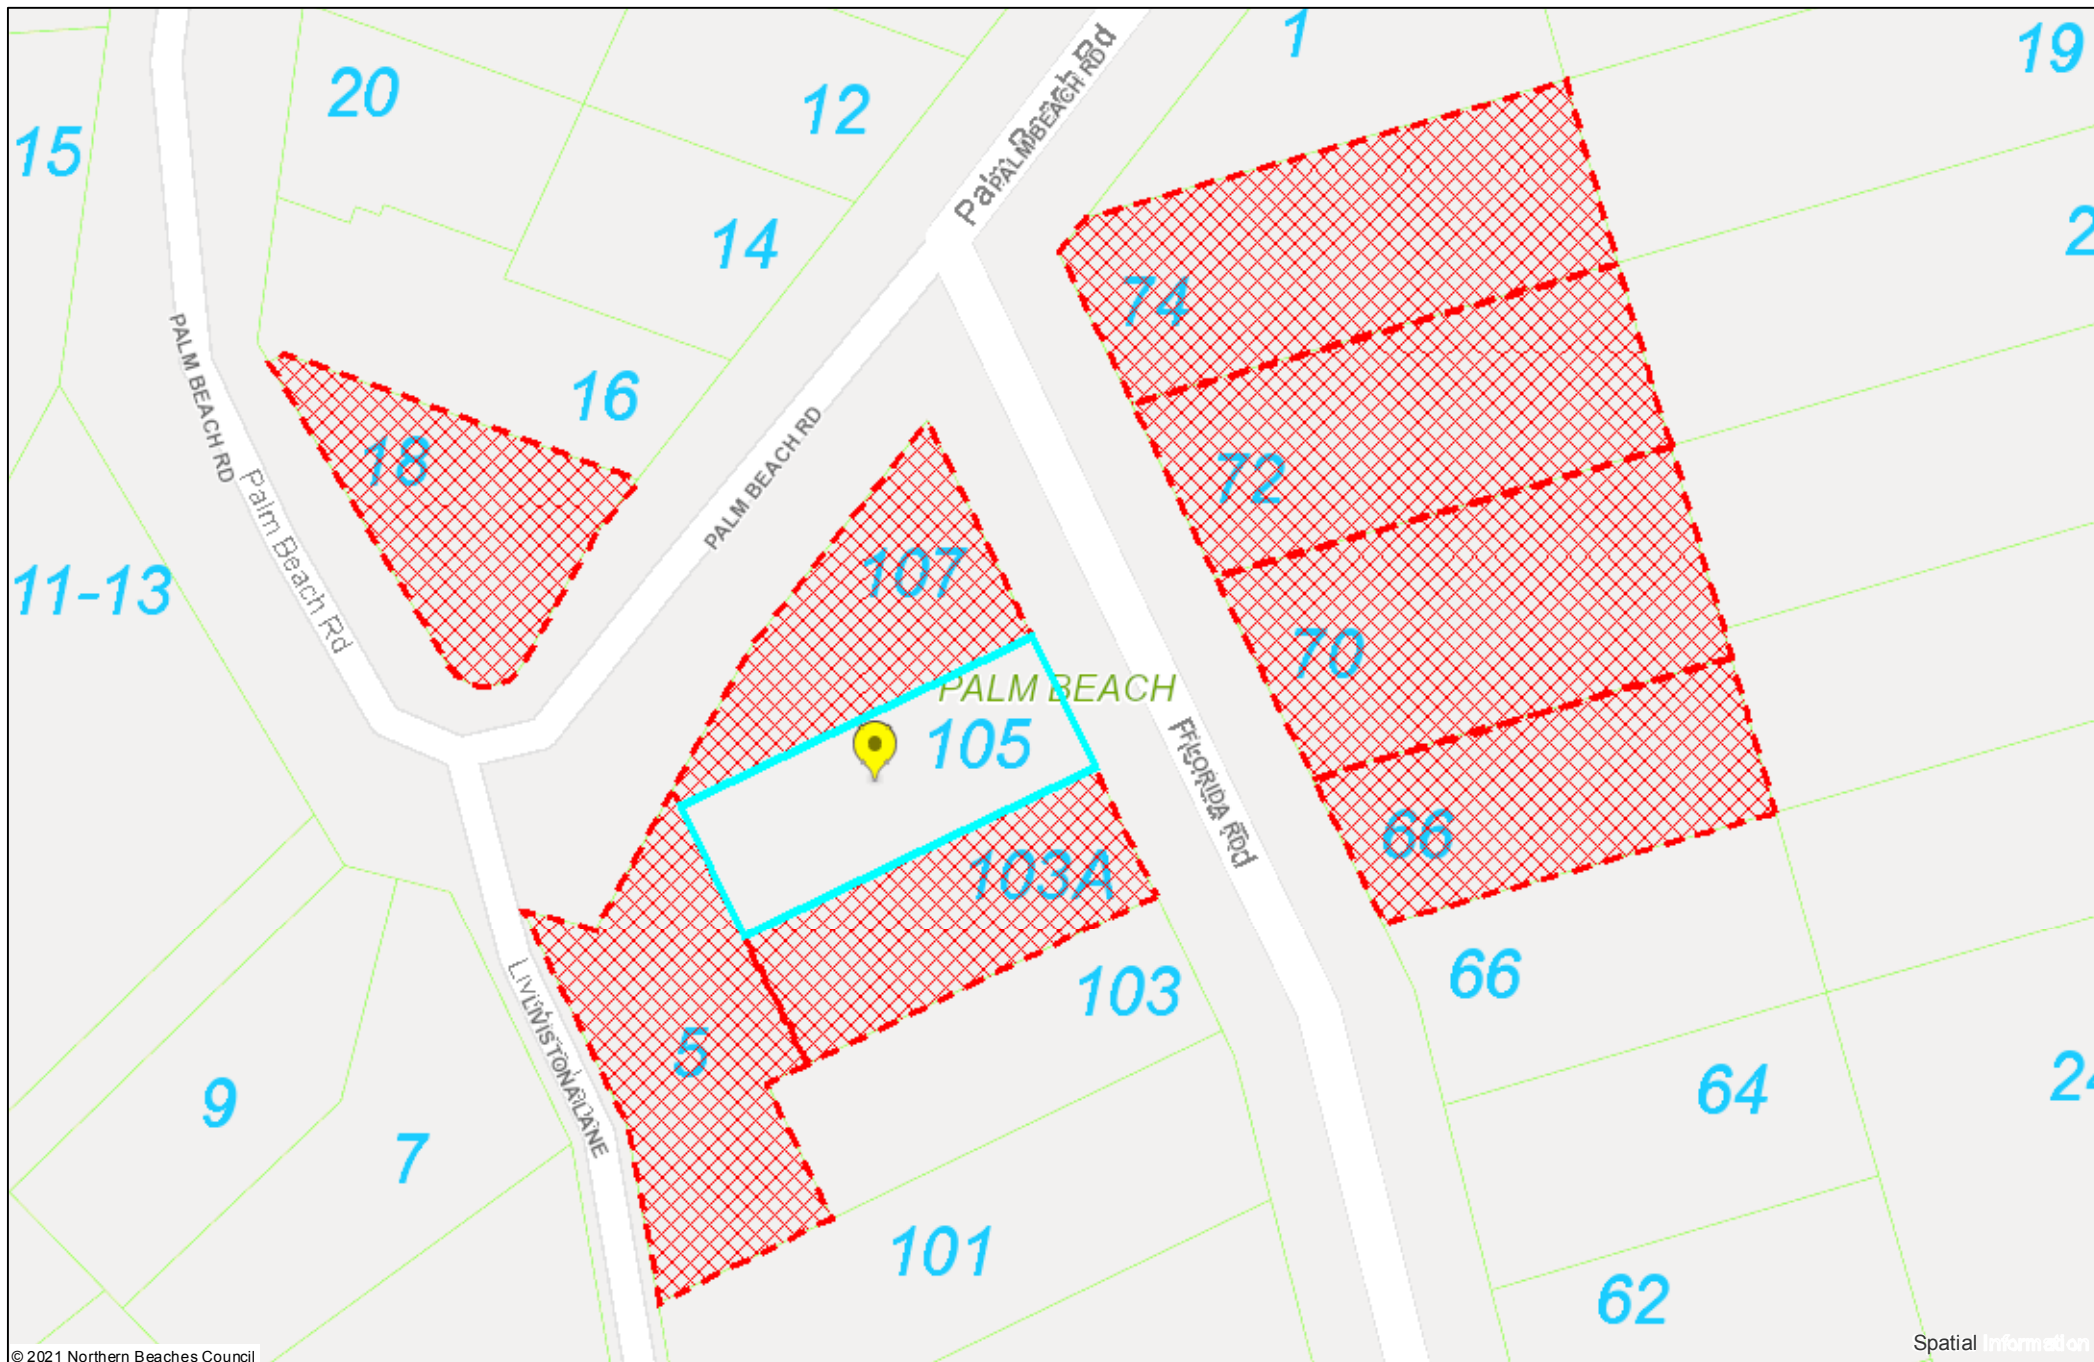 1
19
20
12
15
Palm Beach Rd
PALM BEACH RD
14
74
PALM BEACH RD
16
18
72
PALM BEACH RD
Palm Beach Rd
107
11-13
70
PALM BEACH
105
FLORIDA RD
66
103A
103
66
LIVISTONA LANE
5
64
9
7
101
62
© 2021 Northern Beaches Council
Spatial Information